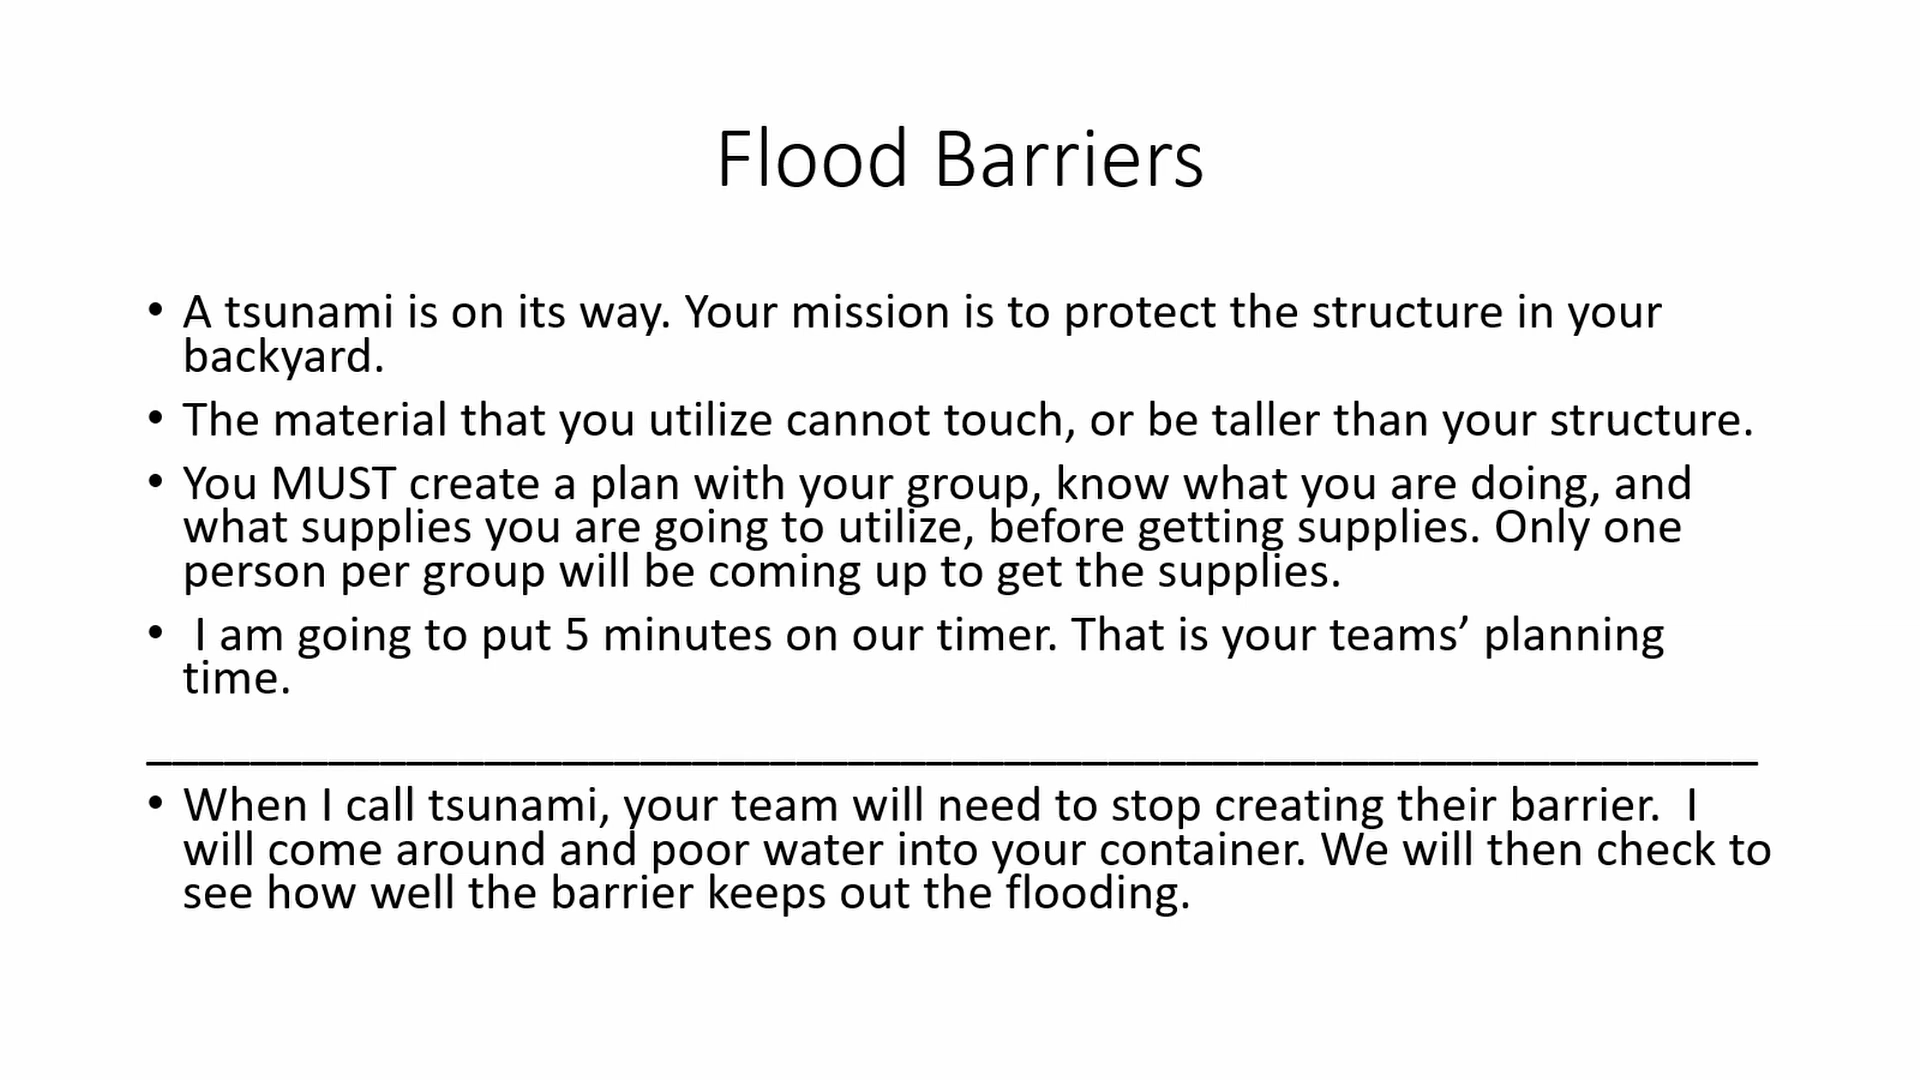 Flood Barriers
• A tsunami is on its way. Your mission is to protect the structure in your
backyard.
• The material that you utilize cannot touch, or be taller than your structure.
• You MUST create a plan with your group, know what you are doing, and
what supplies you are going to utilize, before getting supplies. Only one
person per group will be coming up to get the supplies.
• I am going to put 5 minutes on our timer. That is your teams’ planning
time.
______________________________________________________________
• When I call tsunami, your team will need to stop creating their barrier.  I
will come around and poor water into your container. We will then check to
see how well the barrier keeps out the flooding.